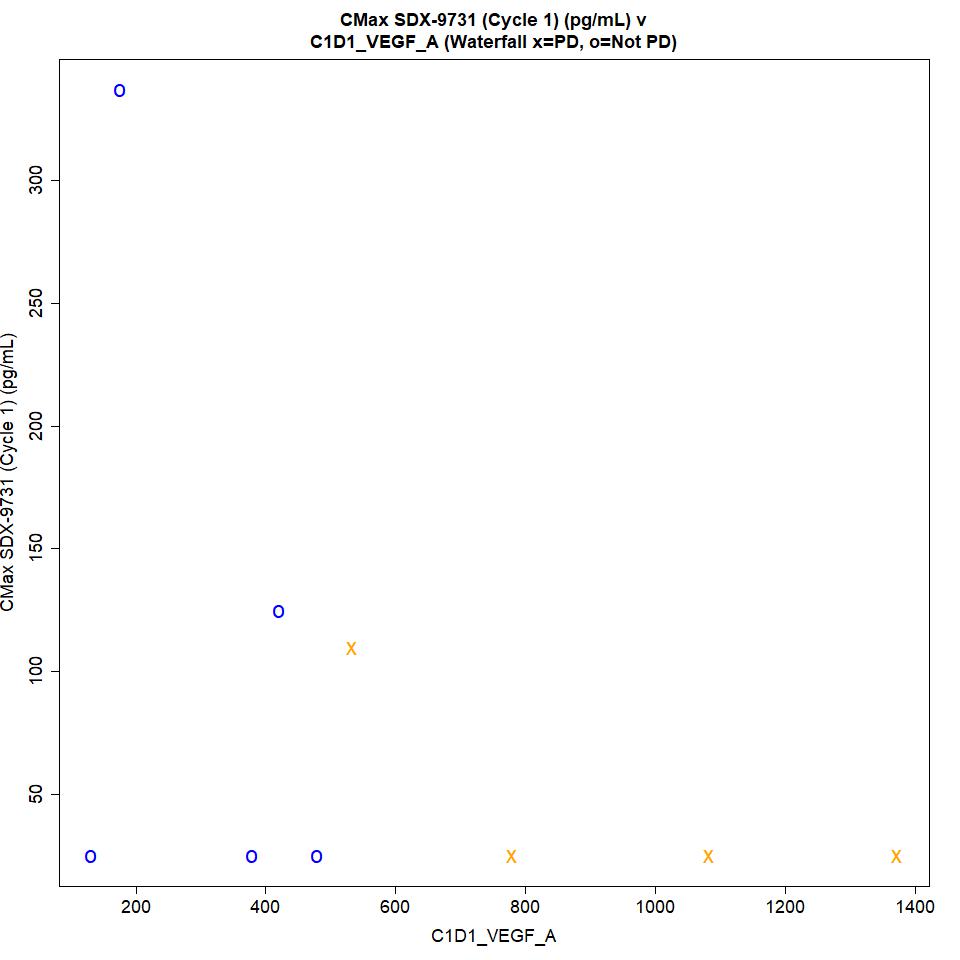 CMax SDX-9731 (Cycle 1) (pg/mL) v
C1D1_VEGF_A (Waterfall x=PD, o=Not PD)
CMax SDX-9731 (Cycle 1) (pg/mL)
300
250
200
150
100
50
O
O
X
O
O
O
X
X
X
200
400
600
800
1000
1200
1400
C1D1_VEGF_A